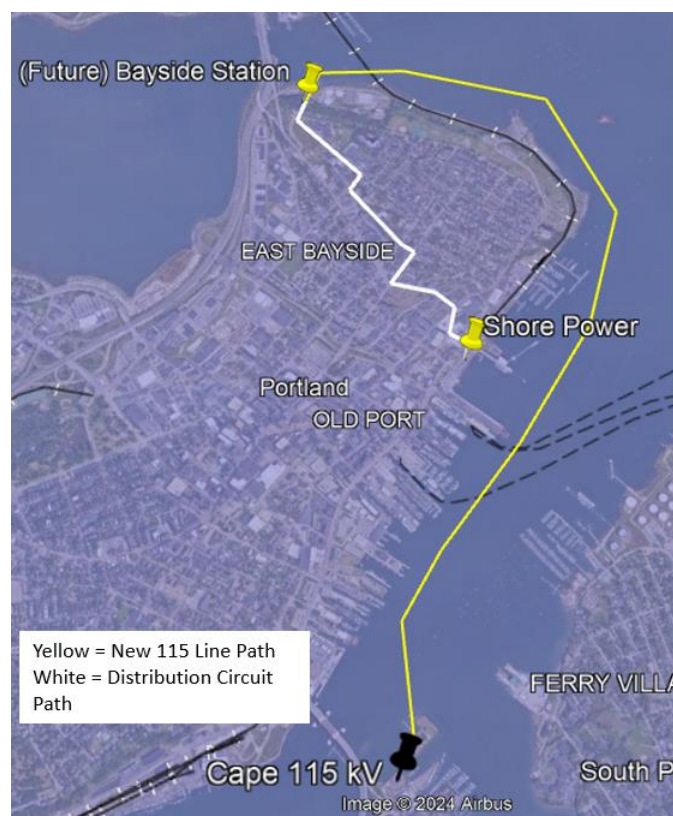 (Future) Bayside Station
EAST BAYSIDE
Shore Power
Portland
OLD PORT
Yellow = New 115 Line Path
White = Distribution Circuit
Path
FERRY VILLA
Cape 115 kV
South P
Image © 2024 Airbus